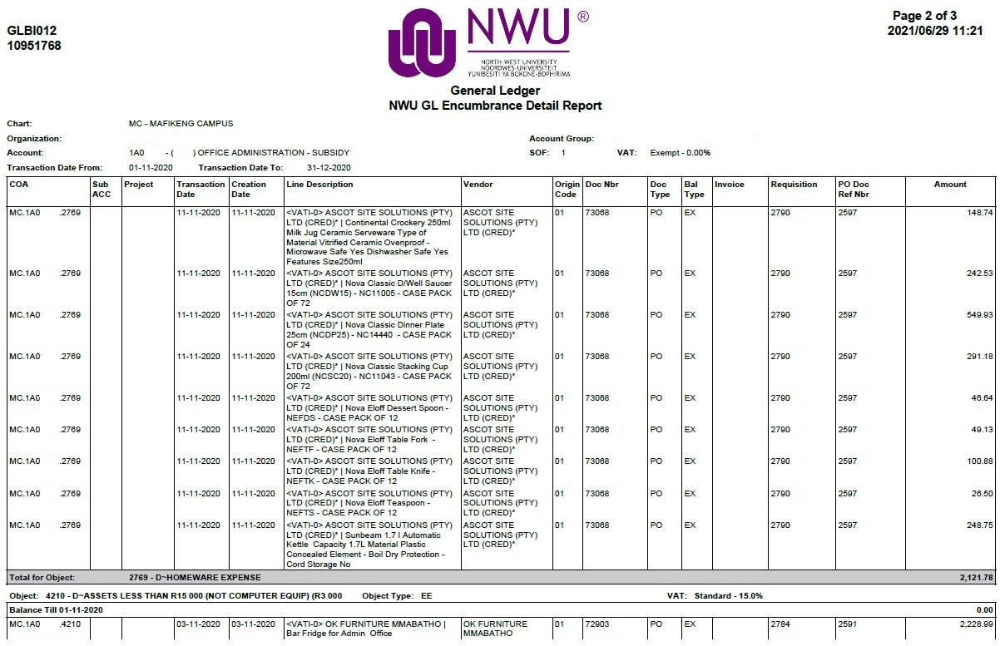 GLBI012
10951768
NWU®
NORTH-WEST UNIVERSITY
NOORDWES-UNIVERSITEIT
YUNIBESITI YA BOKONE-BOPHIRIMA
Page 2 of 3
2021/06/29 11:21
General Ledger
NWU GL Encumbrance Detail Report
Chart: MC - MAFIKENG CAMPUS
Organization: Account Group:
Account: 1A0 - ( ) OFFICE ADMINISTRATION - SUBSIDY SOF: 1 VAT: Exempt - 0.00%
Transaction Date From: 01-11-2020 Transaction Date To: 31-12-2020
COA Sub Project Transaction Creation Line Description Vendor Origin Doc Nbr Doc Bal Invoice Requisition PO Doc Amount
ACC Date Date Code Type Type Ref Nbr
MC.1A0 .2769 11-11-2020 11-11-2020 <VATI-0> ASCOT SITE SOLUTIONS (PTY) ASCOT SITE 01 73068 PO EX 2790 2597 148.74
LTD (CRED)* | Continental Crockery 250ml SOLUTIONS (PTY)
Milk Jug Ceramic Serveware Type of LTD (CRED)*
Material Vitrified Ceramic Ovenproof -
Microwave Safe Yes Dishwasher Safe Yes
Features Size250ml
MC.1A0 .2769 11-11-2020 11-11-2020 <VATI-0> ASCOT SITE SOLUTIONS (PTY) ASCOT SITE 01 73068 PO EX 2790 2597 242.53
LTD (CRED)* | Nova Classic D/Well Saucer SOLUTIONS (PTY)
15cm (NCDW15) - NC11005 - CASE PACK LTD (CRED)*
OF 72
MC.1A0 .2769 11-11-2020 11-11-2020 <VATI-0> ASCOT SITE SOLUTIONS (PTY) ASCOT SITE 01 73068 PO EX 2790 2597 549.93
LTD (CRED)* | Nova Classic Dinner Plate SOLUTIONS (PTY)
25cm (NCDP25) - NC14440 - CASE PACK LTD (CRED)*
OF 24
MC.1A0 .2769 11-11-2020 11-11-2020 <VATI-0> ASCOT SITE SOLUTIONS (PTY) ASCOT SITE 01 73068 PO EX 2790 2597 291.18
LTD (CRED)* | Nova Classic Stacking Cup SOLUTIONS (PTY)
200ml (NCSC20) - NC11043 - CASE PACK LTD (CRED)*
OF 72
MC.1A0 .2769 11-11-2020 11-11-2020 <VATI-0> ASCOT SITE SOLUTIONS (PTY) ASCOT SITE 01 73068 PO EX 2790 2597 46.64
LTD (CRED)* | Nova Eloff Dessert Spoon - SOLUTIONS (PTY)
NEFDS - CASE PACK OF 12 LTD (CRED)*
MC.1A0 .2769 11-11-2020 11-11-2020 <VATI-0> ASCOT SITE SOLUTIONS (PTY) ASCOT SITE 01 73068 PO EX 2790 2597 49.13
LTD (CRED)* | Nova Eloff Table Fork - SOLUTIONS (PTY)
NEFTF - CASE PACK OF 12 LTD (CRED)*
MC.1A0 .2769 11-11-2020 11-11-2020 <VATI-0> ASCOT SITE SOLUTIONS (PTY) ASCOT SITE 01 73068 PO EX 2790 2597 100.88
LTD (CRED)* | Nova Eloff Table Knife - SOLUTIONS (PTY)
NEFTK - CASE PACK OF 12 LTD (CRED)*
MC.1A0 .2769 11-11-2020 11-11-2020 <VATI-0> ASCOT SITE SOLUTIONS (PTY) ASCOT SITE 01 73068 PO EX 2790 2597 26.50
LTD (CRED)* | Nova Eloff Teaspoon - SOLUTIONS (PTY)
NEFTS - CASE PACK OF 12 LTD (CRED)*
MC.1A0 .2769 11-11-2020 11-11-2020 <VATI-0> ASCOT SITE SOLUTIONS (PTY) ASCOT SITE 01 73068 PO EX 2790 2597 248.75
LTD (CRED)* | Sunbeam 1.7 l Automatic SOLUTIONS (PTY)
Kettle Capacity 1.7L Material Plastic LTD (CRED)*
Concealed Element - Boil Dry Protection -
Cord Storage No
Total for Object: 2769 - D~HOMEWARE EXPENSE 2,121.78
Object: 4210 - D~ASSETS LESS THAN R15 000 (NOT COMPUTER EQUIP) (R3 000 Object Type: EE VAT: Standard - 15.0%
Balance Till 01-11-2020 0.00
MC.1A0 .4210 03-11-2020 03-11-2020 <VATI-0> OK FURNITURE MMABATHO | OK FURNITURE 01 72903 PO EX 2784 2591 2,228.99
Bar Fridge for Admin Office MMABATHO